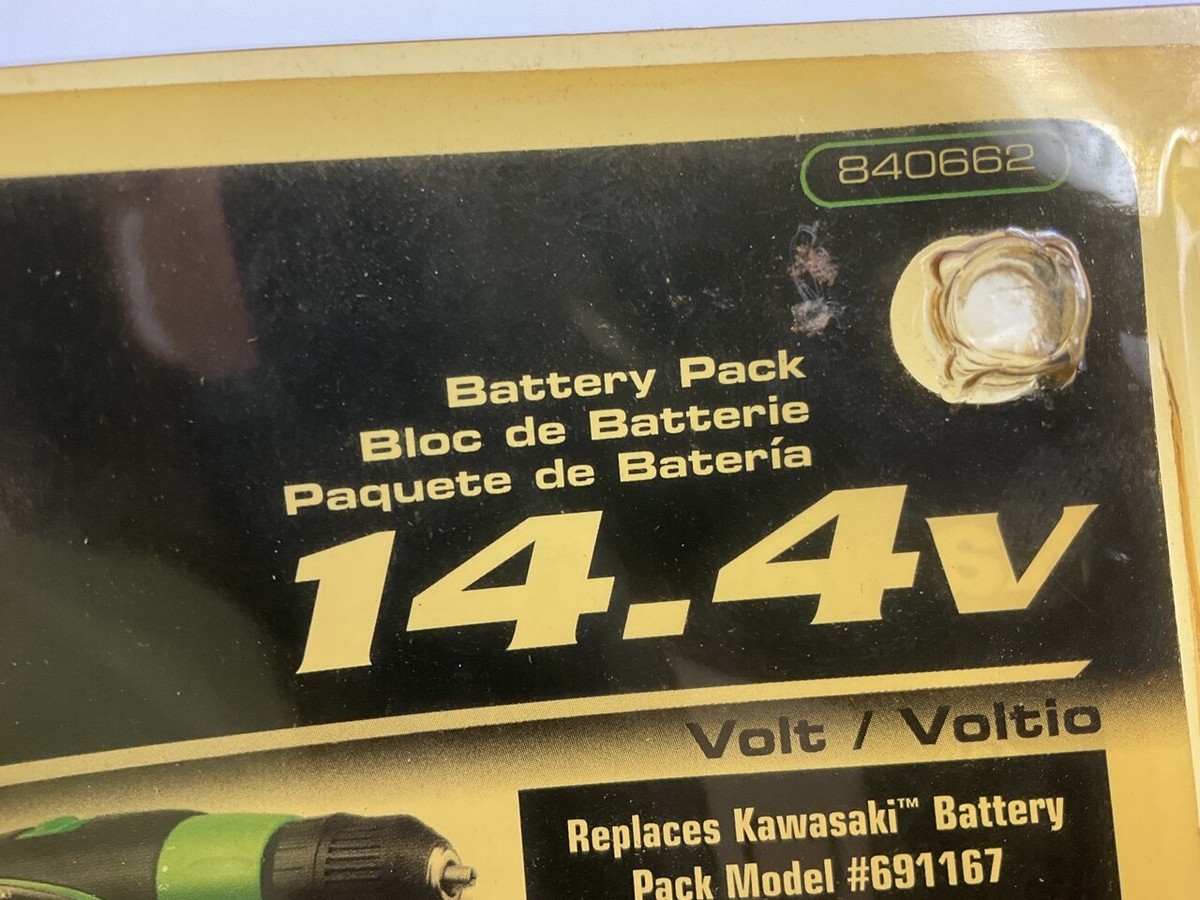 840662
Battery Pack
Bloc de Batterie
Paquete de Batería
14.4v
Volt / Voltio
Replaces Kawasaki™ Battery
Pack Model #691167